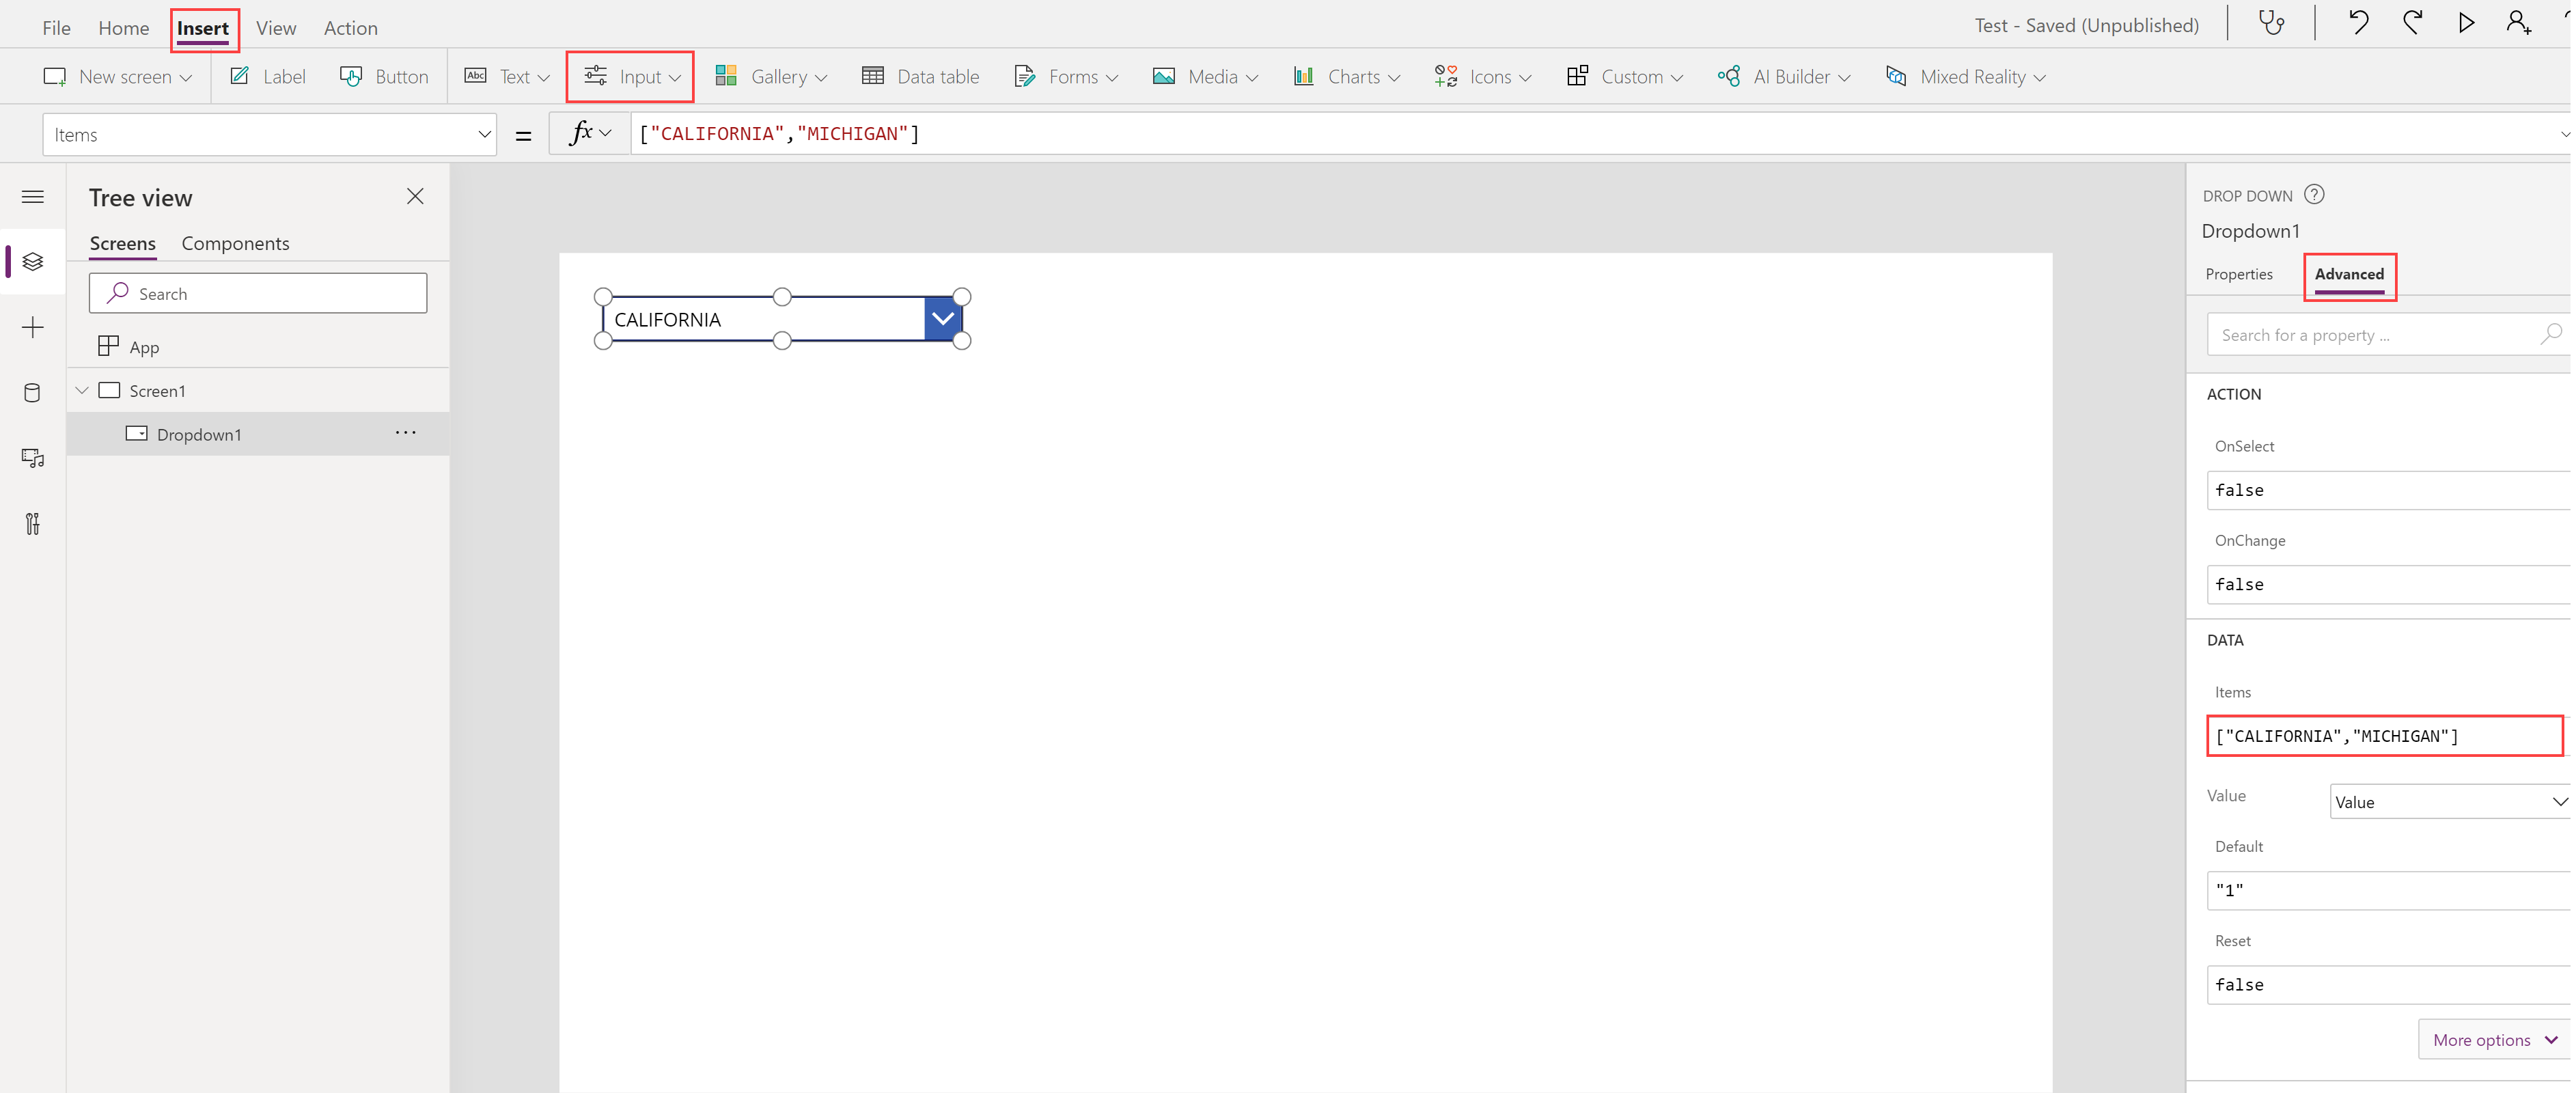 File Home Insert View Action Test - Saved (Unpublished)
New screen Label Button Abc Text Input Gallery Data table Forms Media Charts Icons Custom AI Builder Mixed Reality
Items = fx ["CALIFORNIA","MICHIGAN"]
Tree view
Screens Components
Search
App
Screen1
Dropdown1 ...
CALIFORNIA
DROP DOWN ?
Dropdown1
Properties Advanced
Search for a property ...
ACTION
OnSelect
false
OnChange
false
DATA
Items
["CALIFORNIA","MICHIGAN"]
Value Value
Default
"1"
Reset
false
More options